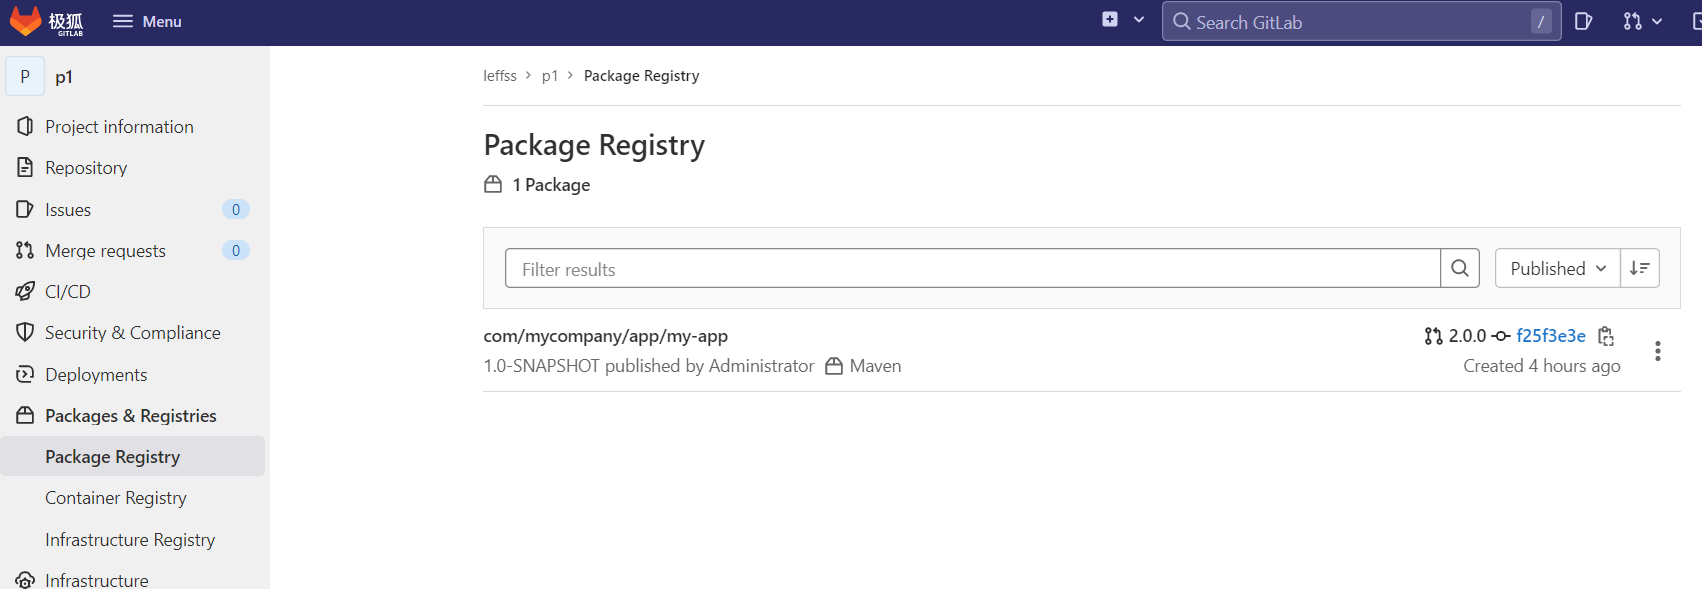 极狐
GITLAB
Menu
Search GitLab
/
P
p1
Project information
Repository
Issues
0
Merge requests
0
CI/CD
Security & Compliance
Deployments
Packages & Registries
Package Registry
Container Registry
Infrastructure Registry
Infrastructure
leffss > p1 > Package Registry
Package Registry
1 Package
Filter results
Published
com/mycompany/app/my-app
2.0.0
f25f3e3e
1.0-SNAPSHOT published by Administrator
Maven
Created 4 hours ago